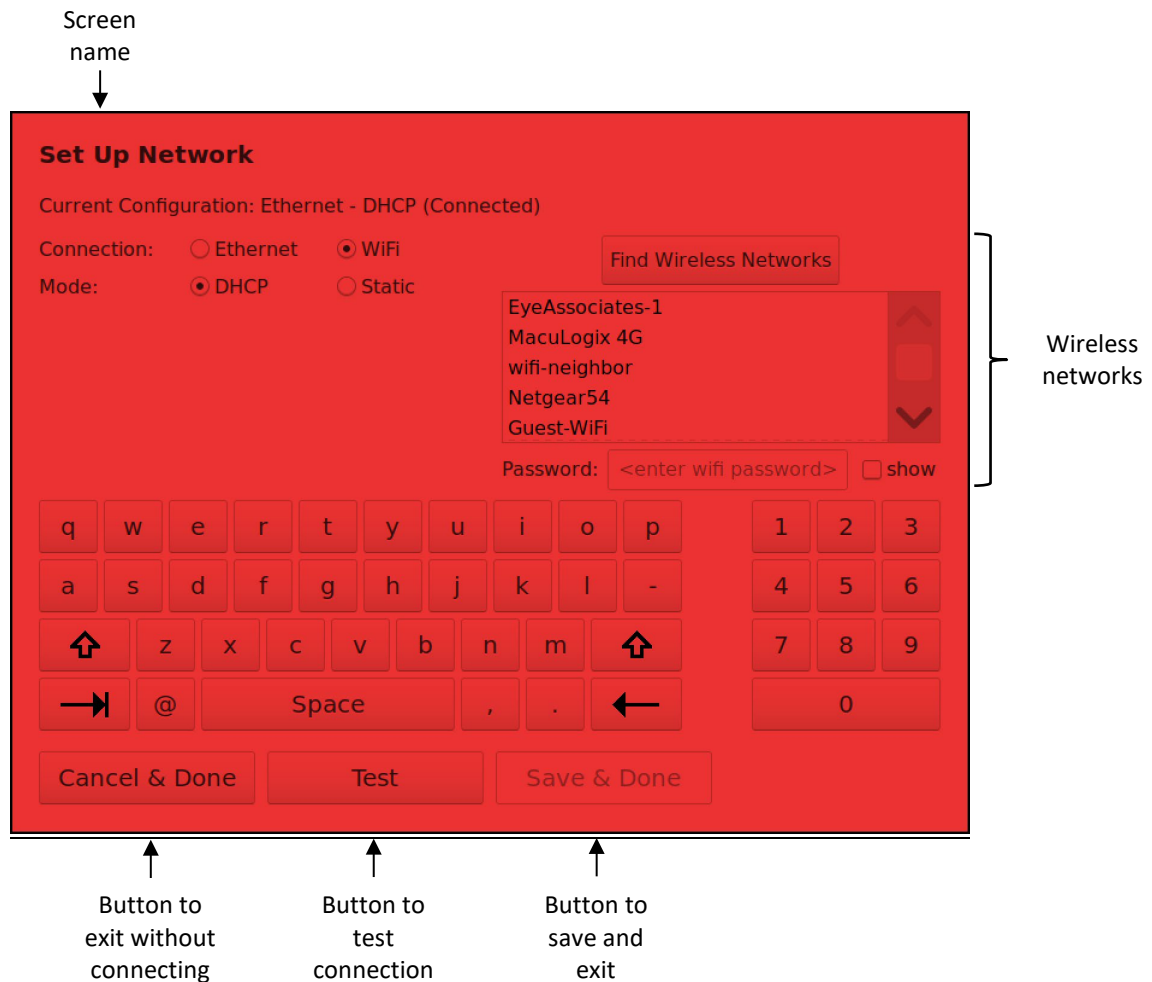 Screen
name
Set Up Network
Current Configuration: Ethernet - DHCP (Connected)
Connection: Ethernet WiFi
Mode: DHCP Static
Find Wireless Networks
EyeAssociates-1
MacuLogix 4G
wifi-neighbor
Netgear54
Guest-WiFi
Password: <enter wifi password> show
Wireless
networks
q w e r t y u i o p 1 2 3
a s d f g h j k l - 4 5 6
z x c v b n m 7 8 9
@ Space , . 0
Cancel & Done Test Save & Done
Button to
exit without
connecting
Button to
test
connection
Button to
save and
exit